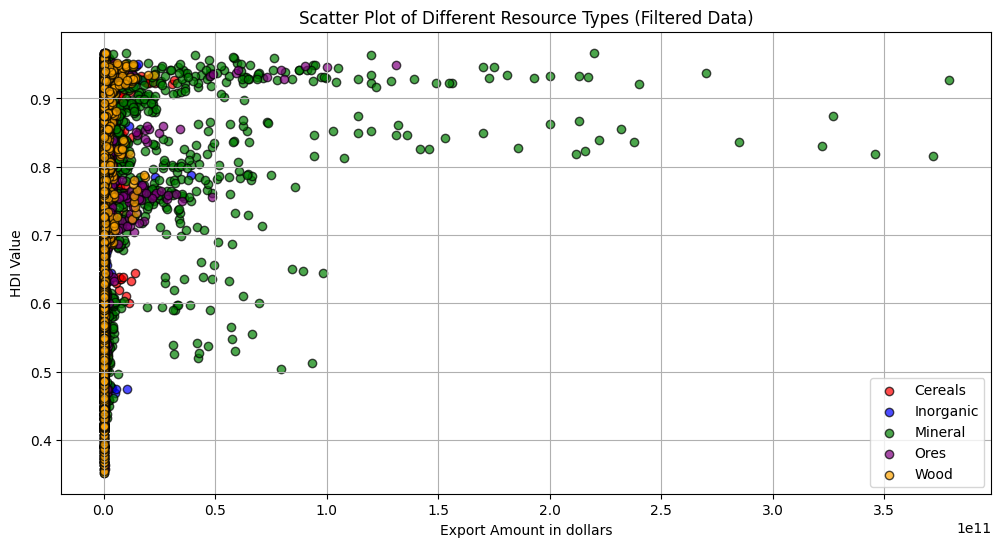 Scatter Plot of Different Resource Types (Filtered Data)
HDI Value
0.9
0.8
0.7
0.6
0.5
0.4
Cereals
Inorganic
Mineral
Ores
Wood
0.0 0.5 1.0 1.5 2.0 2.5 3.0 3.5
1e11
Export Amount in dollars